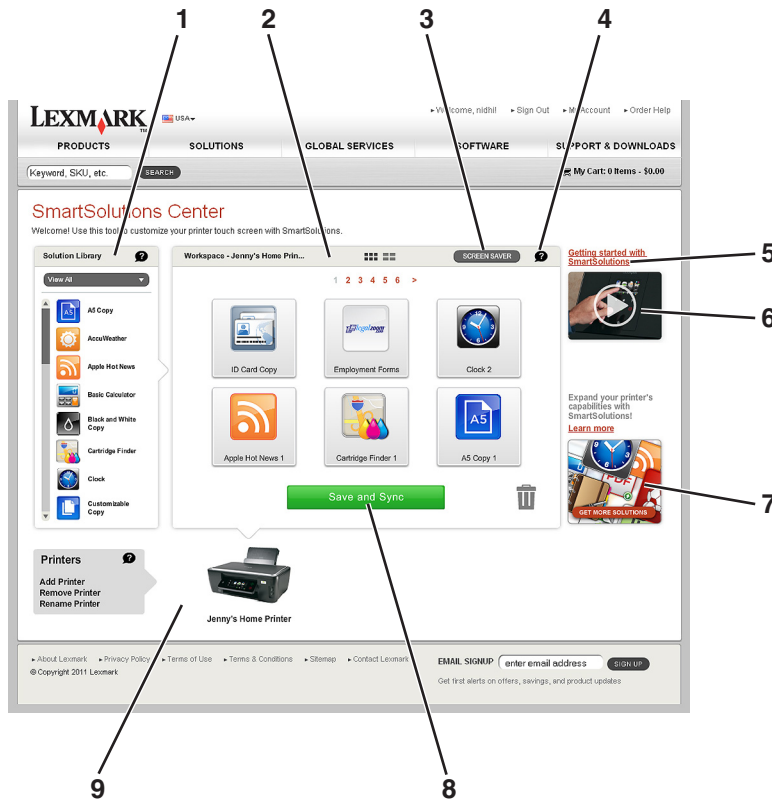 1 2 3 4
▸Welcome, nidhi! ▸Sign Out ▸My Account ▸Order Help
LEXMARK TM USA
PRODUCTS SOLUTIONS GLOBAL SERVICES SOFTWARE SUPPORT & DOWNLOADS
Keyword, SKU, etc. SEARCH My Cart: 0 Items - $0.00
SmartSolutions Center
Welcome! Use this tool to customize your printer touch screen with SmartSolutions.
Solution Library ?
View All
A5 A5 Copy
AccuWeather
Apple Hot News
Basic Calculator
Black and White
Copy
Cartridge Finder
Clock
Customizable
Copy
Workspace - Jenny's Home Prin... SCREEN SAVER ?
1 2 3 4 5 6 >
ID Card Copy
legalzoom
Employment Forms
Clock 2
Apple Hot News 1
Cartridge Finder 1
A5
A5 Copy 1
Save and Sync
Getting started with
SmartSolutions
5
6
Expand your printer's
capabilities with
SmartSolutions!
Learn more
PDF
GET MORE SOLUTIONS
7
Printers ?
Add Printer
Remove Printer
Rename Printer
Jenny's Home Printer
▸About Lexmark ▸Privacy Policy ▸Terms of Use ▸Terms & Conditions ▸Sitemap ▸Contact Lexmark
© Copyright 2011 Lexmark
EMAIL SIGNUP enter email address SIGN UP
Get first alerts on offers, savings, and product updates
9 8